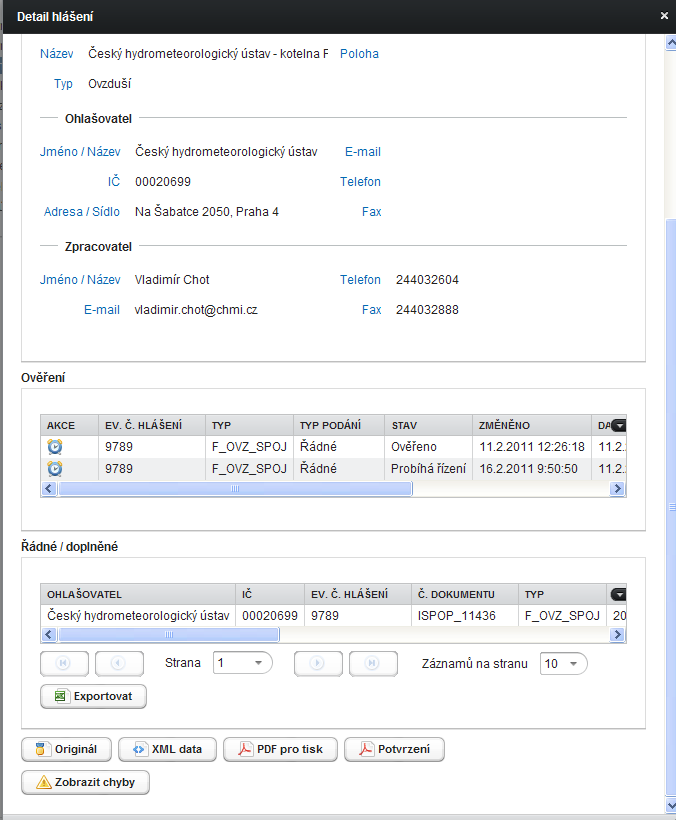 Detail hlášení
Název Český hydrometeorologický ústav - kotelna F Poloha
Typ Ovzduší
Ohlašovatel
Jméno / Název Český hydrometeorologický ústav E-mail
IČ 00020699 Telefon
Adresa / Sídlo Na Šabatce 2050, Praha 4 Fax
Zpracovatel
Jméno / Název Vladimír Chot Telefon 244032604
E-mail vladimir.chot@chmi.cz Fax 244032888
Ověření
AKCE EV. Č. HLÁŠENÍ TYP TYP PODÁNÍ STAV ZMĚNĚNO DA
9789 F_OVZ_SPOJ Řádné Ověřeno 11.2.2011 12:26:18 11.2.
9789 F_OVZ_SPOJ Řádné Probíhá řízení 16.2.2011 9:50:50 11.2.
Řádné / doplněné
OHLAŠOVATEL IČ EV. Č. HLÁŠENÍ Č. DOKUMENTU TYP
Český hydrometeorologický ústav 00020699 9789 ISPOP_11436 F_OVZ_SPOJ 20
Strana 1 Záznamů na stranu 10
Exportovat
Originál XML data PDF pro tisk Potvrzení
Zobrazit chyby